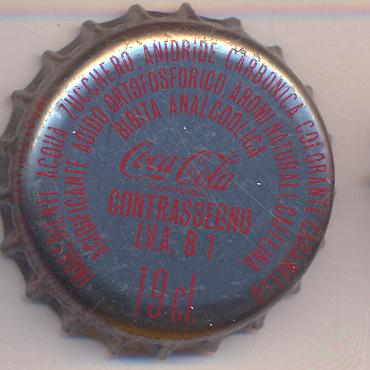 INGREDIENTI ACQUA ZUCCHERO ANIDRIDE CARBONICA COLORANTE CARAMELLO
ACIDIFICANTE ACIDO ORTOFOSFORICO AROMI NATURALI CAFFEINA
BIBITA ANALCOOLICA
Coca-Cola
CONTRASSEGNO
I.V.A. B 1
19 cl.